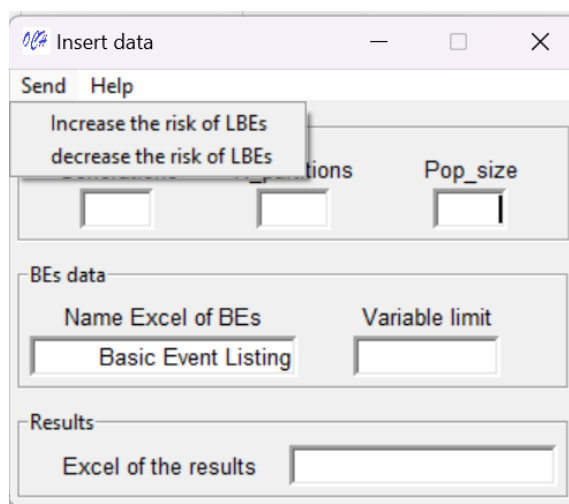 Insert data
Send Help
Increase the risk of LBEs
decrease the risk of LBEs
Pop_size
BEs data
Name Excel of BEs Variable limit
Basic Event Listing
Results
Excel of the results